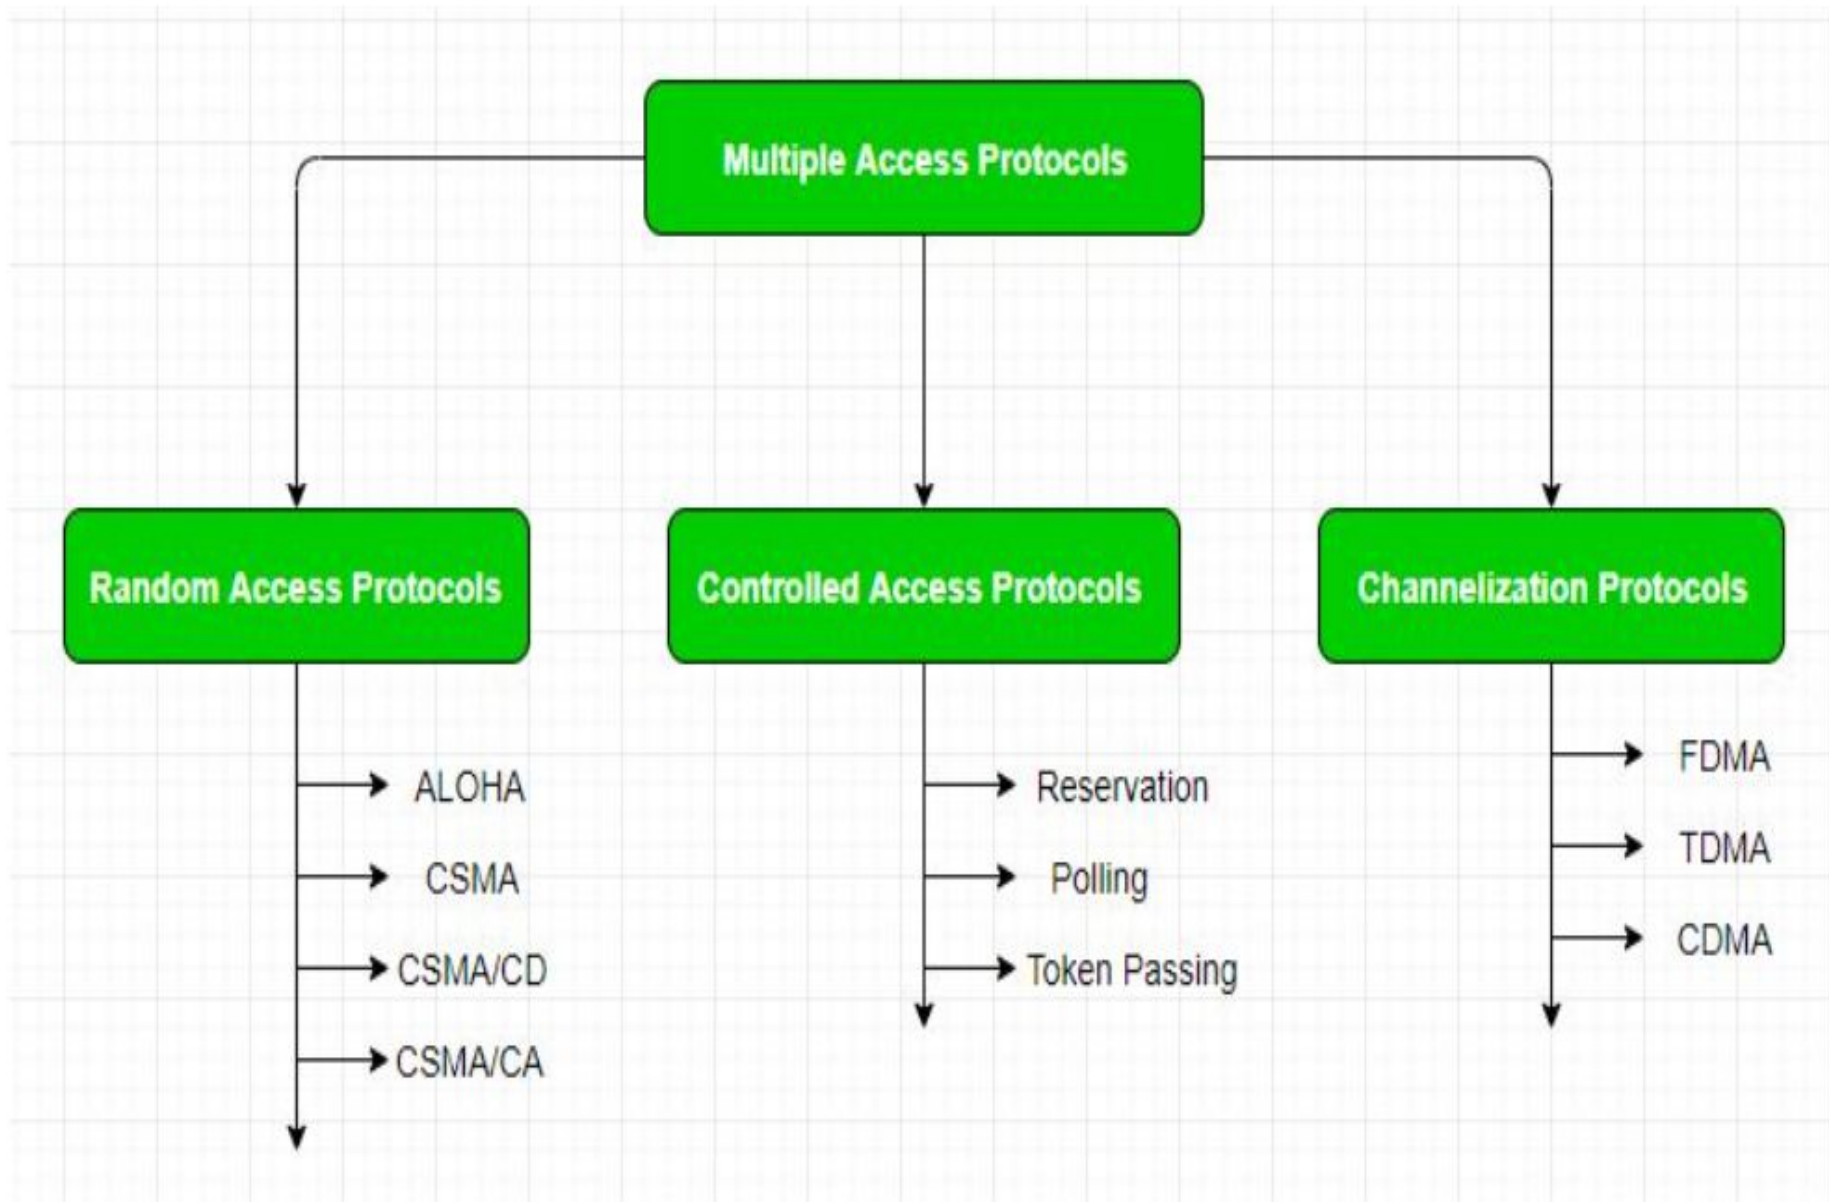 Multiple Access Protocols
Random Access Protocols
Controlled Access Protocols
Channelization Protocols
ALOHA
CSMA
CSMA/CD
CSMA/CA
Reservation
Polling
Token Passing
FDMA
TDMA
CDMA